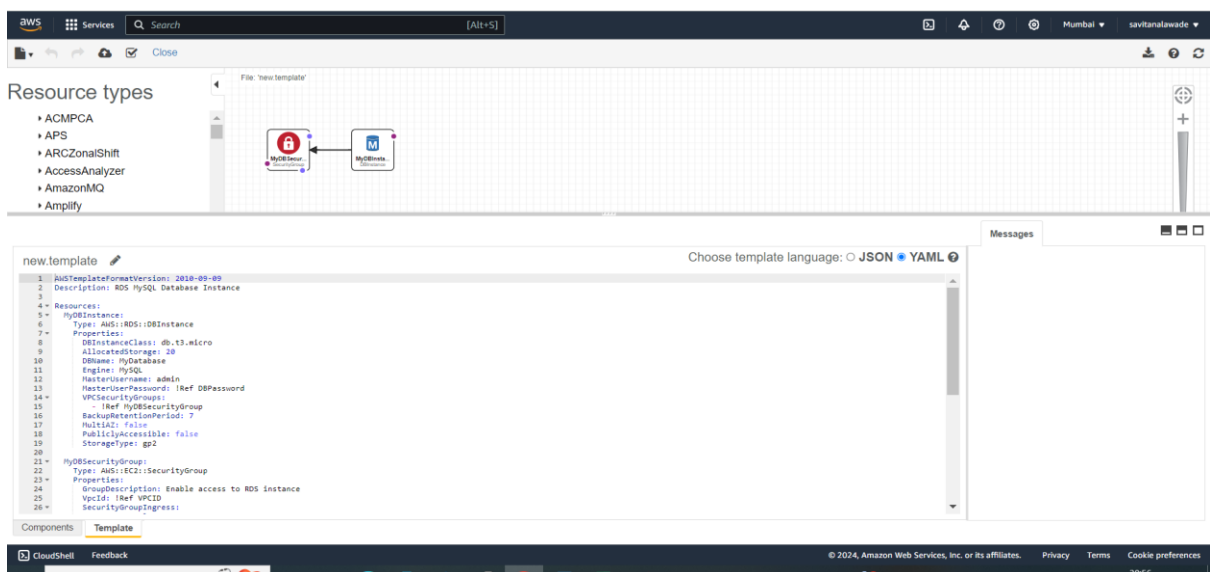 aws Services Search [Alt+S] Mumbai savitanalawade
Close
Resource types
ACMPCA
APS
ARCZonalShift
AccessAnalyzer
AmazonMQ
Amplify
File: 'new.template'
MyDBSecur... MyDBInsta...
SecurityGroup DBInstance
Messages
new.template Choose template language: JSON YAML
1 AWSTemplateFormatVersion: 2010-09-09
2 Description: RDS MySQL Database Instance
3
4 Resources:
5 MyDBInstance:
6 Type: AWS::RDS::DBInstance
7 Properties:
8 DBInstanceClass: db.t3.micro
9 AllocatedStorage: 20
10 DBName: MyDatabase
11 Engine: MySQL
12 MasterUsername: admin
13 MasterUserPassword: !Ref DBPassword
14 VPCSecurityGroups:
15 - !Ref MyDBSecurityGroup
16 BackupRetentionPeriod: 7
17 MultiAZ: false
18 PubliclyAccessible: false
19 StorageType: gp2
20
21 MyDBSecurityGroup:
22 Type: AWS::EC2::SecurityGroup
23 Properties:
24 GroupDescription: Enable access to RDS instance
25 VpcId: !Ref VPCID
26 SecurityGroupIngress:
Components Template
CloudShell Feedback © 2024, Amazon Web Services, Inc. or its affiliates. Privacy Terms Cookie preferences